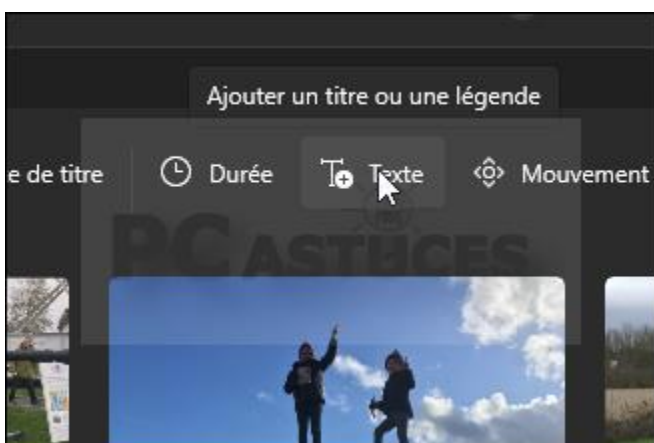 Ajouter un titre ou une légende
e de titre Durée Texte Mouvement
PC ASTUCES